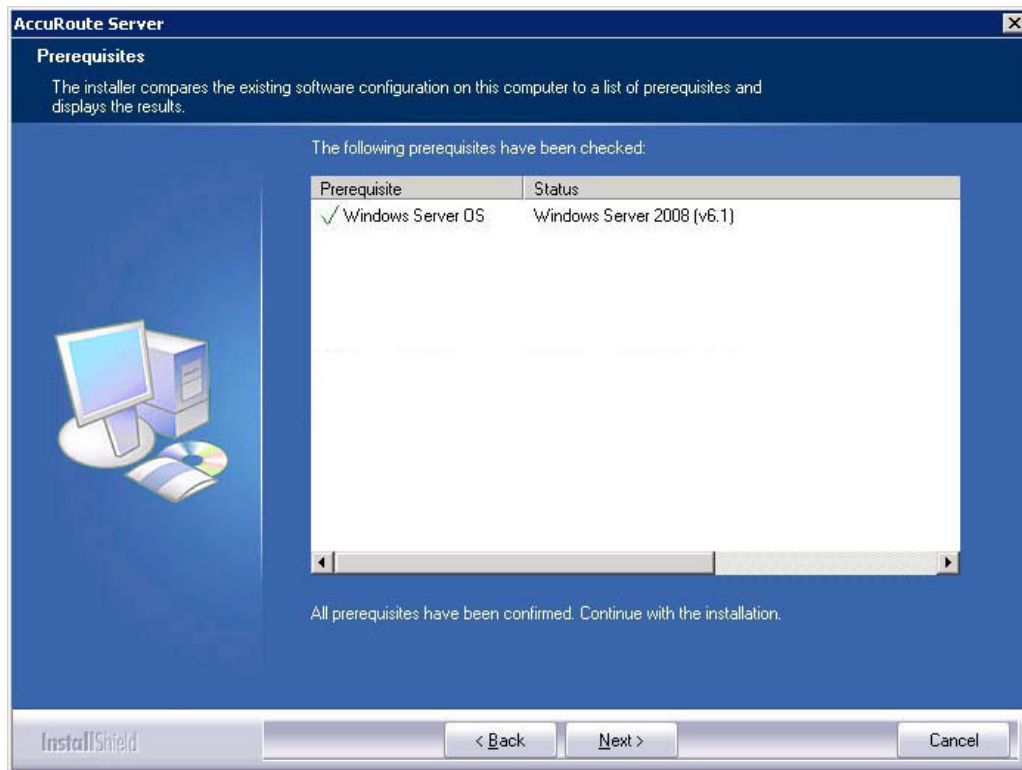 AccuRoute Server
Prerequisites
The installer compares the existing software configuration on this computer to a list of prerequisites and
displays the results.
The following prerequisites have been checked:
Prerequisite Status
Windows Server OS Windows Server 2008 (v6.1)
All prerequisites have been confirmed. Continue with the installation.
InstallShield
< Back Next > Cancel